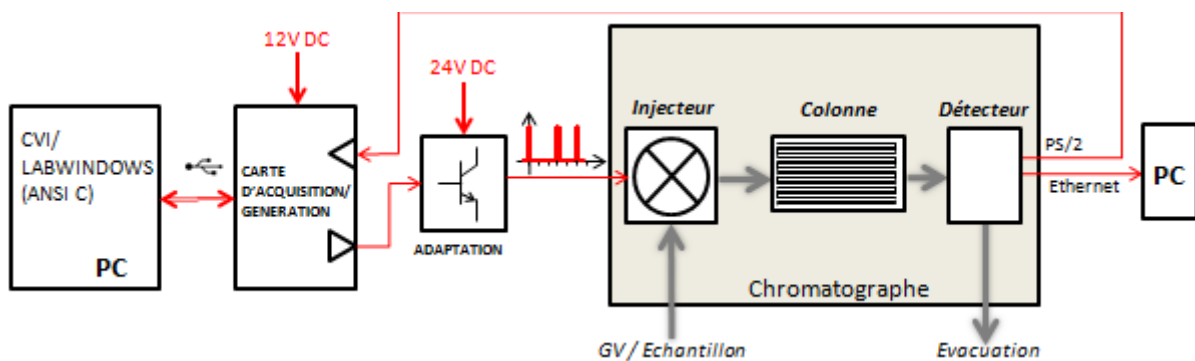 12V DC
24V DC
CVI/
LABWINDOWS
(ANSI C)
PC
CARTE
D'ACQUISITION/
GENERATION
ADAPTATION
Injecteur
Colonne
Détecteur
PS/2
Ethernet
PC
Chromatographe
GV / Echantillon
Evacuation